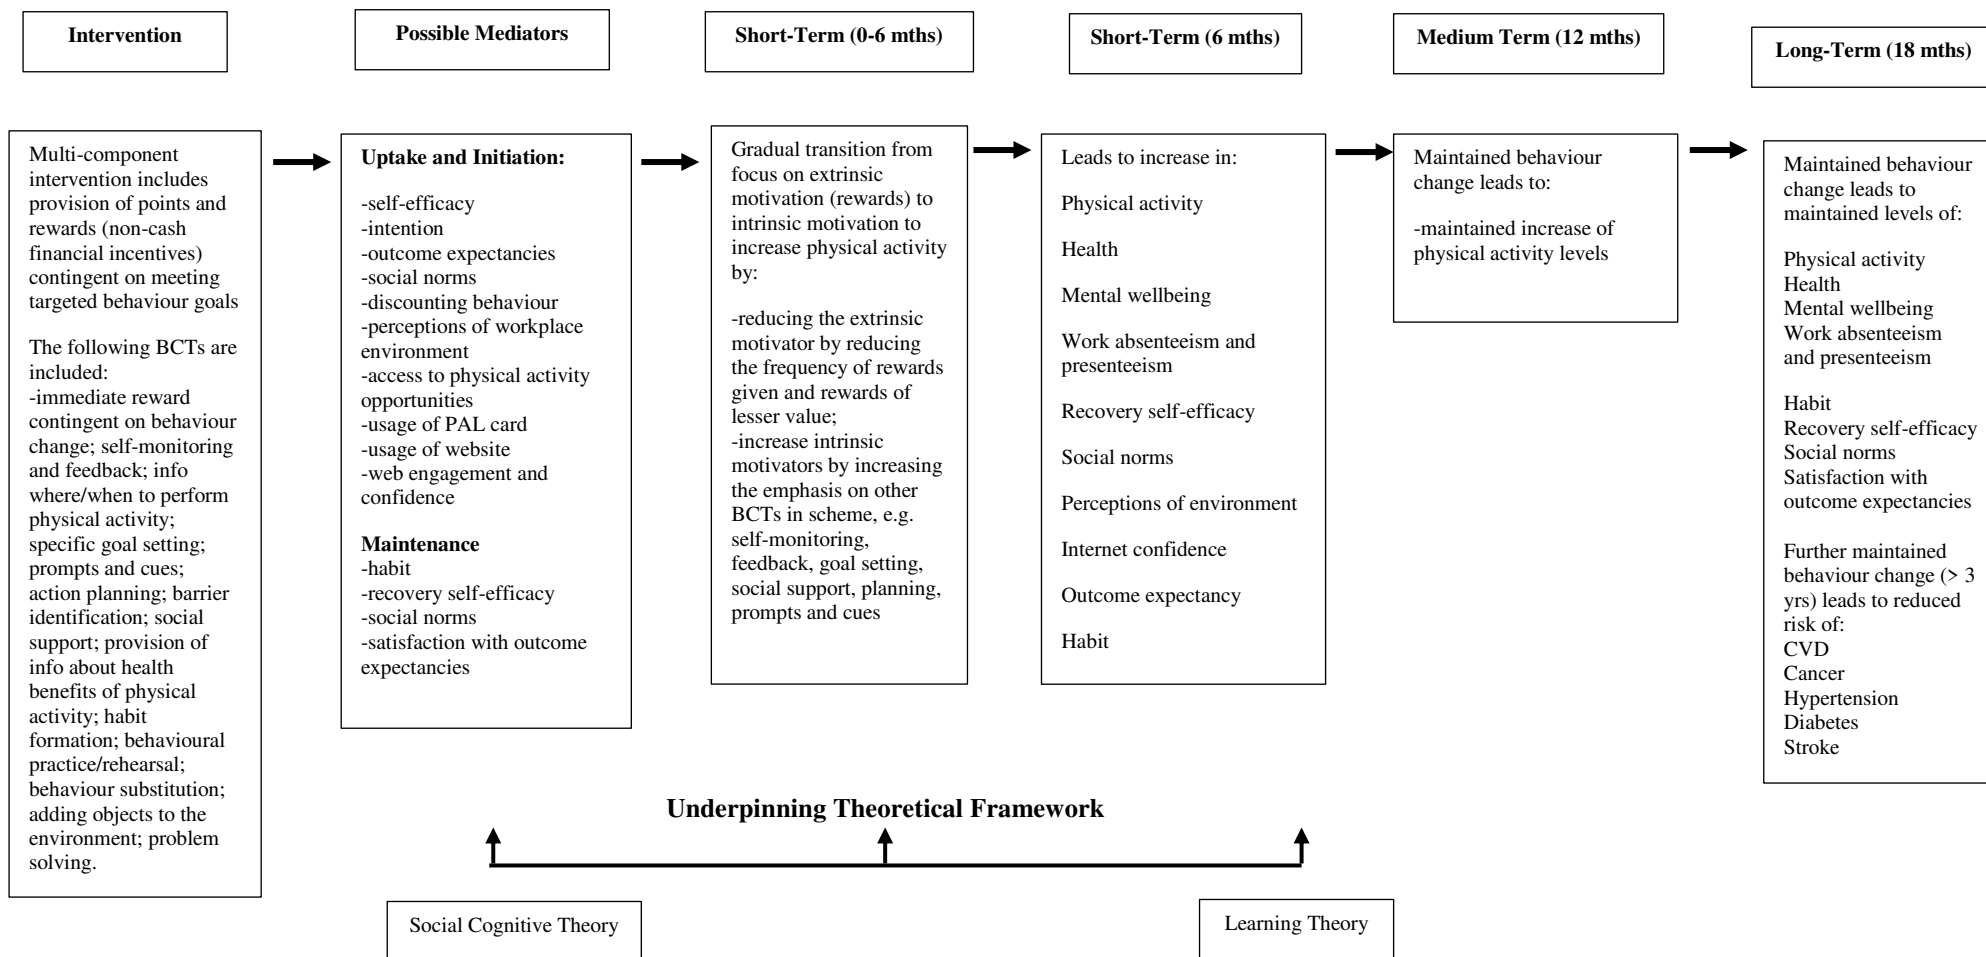 Intervention
Possible Mediators
Short-Term (0-6 mths)
Short-Term (6 mths)
Medium Term (12 mths)
Long-Term (18 mths)
Multi-component
intervention includes
provision of points and
rewards (non-cash
financial incentives)
contingent on meeting
targeted behaviour goals
The following BCTs are
included:
-immediate reward
contingent on behaviour
change; self-monitoring
and feedback; info
where/when to perform
physical activity;
specific goal setting;
prompts and cues;
action planning; barrier
identification; social
support; provision of
info about health
benefits of physical
activity; habit
formation; behavioural
practice/rehearsal;
behaviour substitution;
adding objects to the
environment; problem
solving.
Uptake and Initiation:
-self-efficacy
-intention
-outcome expectancies
-social norms
-discounting behaviour
-perceptions of workplace
environment
-access to physical activity
opportunities
-usage of PAL card
-usage of website
-web engagement and
confidence
Maintenance
-habit
-recovery self-efficacy
-social norms
-satisfaction with outcome
expectancies
Gradual transition from
focus on extrinsic
motivation (rewards) to
intrinsic motivation to
increase physical activity
by:
-reducing the extrinsic
motivator by reducing
the frequency of rewards
given and rewards of
lesser value;
-increase intrinsic
motivators by increasing
the emphasis on other
BCTs in scheme, e.g.
self-monitoring,
feedback, goal setting,
social support, planning,
prompts and cues
Leads to increase in:
Physical activity
Health
Mental wellbeing
Work absenteeism and
presenteeism
Recovery self-efficacy
Social norms
Perceptions of environment
Internet confidence
Outcome expectancy
Habit
Maintained behaviour
change leads to:
-maintained increase of
physical activity levels
Maintained behaviour
change leads to
maintained levels of:
Physical activity
Health
Mental wellbeing
Work absenteeism
and presenteeism
Habit
Recovery self-efficacy
Social norms
Satisfaction with
outcome expectancies
Further maintained
behaviour change (> 3
yrs) leads to reduced
risk of:
CVD
Cancer
Hypertension
Diabetes
Stroke
Underpinning Theoretical Framework
Social Cognitive Theory
Learning Theory